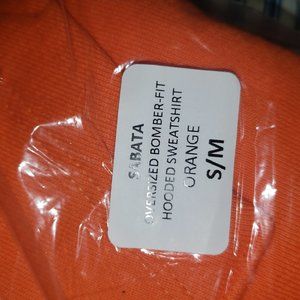 SABATA
OVERSIZED BOMBER-FIT
HOODED SWEATSHIRT
ORANGE
S/M